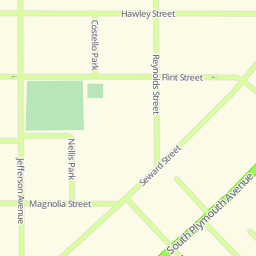 Hawley Street
Costello Park
Reynolds Street
Flint Street
Nellis Park
Jefferson Avenue
Seward Street
Magnolia Street
South Plymouth Avenue